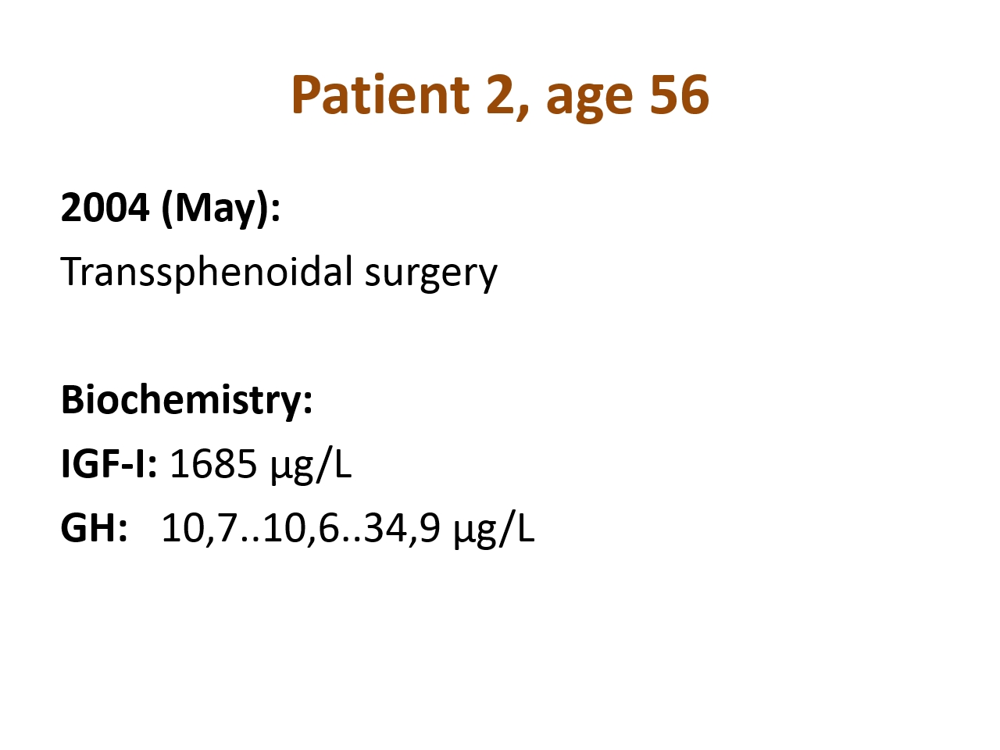 Patient 2, age 56
2004 (May):
Transsphenoidal surgery
Biochemistry:
IGF-I: 1685 µg/L
GH: 10,7..10,6..34,9 µg/L